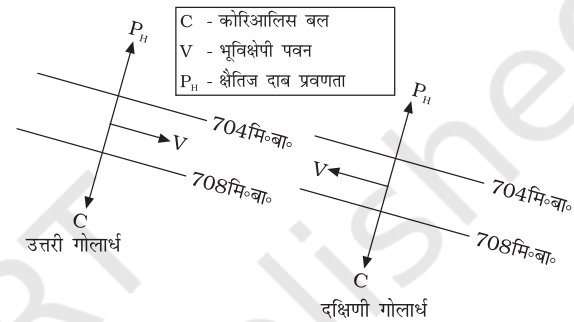 C - कोरिआलिस बल
V - भूविक्षेपी पवन
P_H - क्षैतिज दाब प्रवणता
P_H
704मि॰बा॰
V
708मि॰बा॰
C
उत्तरी गोलार्ध
P_H
704मि॰बा॰
V
708मि॰बा॰
C
दक्षिणी गोलार्ध